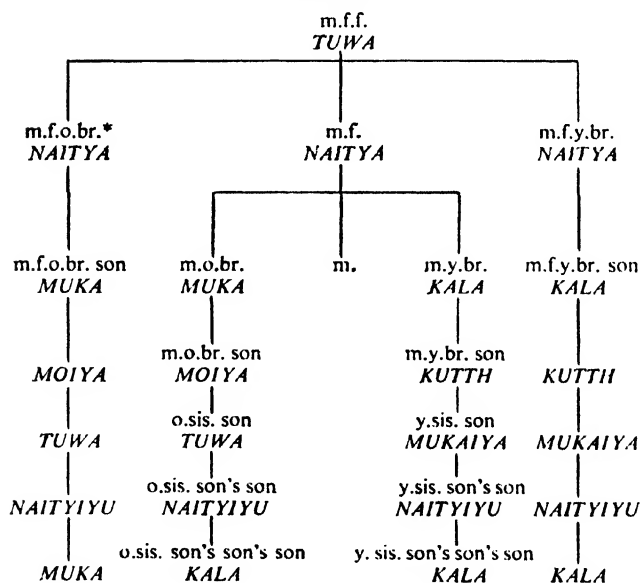 m.f.f.
TUWA
m.f.o.br.* m.f. m.f.y.br.
NAITYA NAITYA NAITYA
m.f.o.br. son m.o.br. m. m.y.br. m.f.y.br. son
MUKA MUKA KALA KALA
m.o.br. son m.y.br. son
MOIYA MOIYA KUTTH KUTTH
o.sis. son y.sis. son
TUWA TUWA MUKAIYA MUKAIYA
o.sis. son's son y.sis. son's son
NAITYIYU NAITYIYU NAITYIYU NAITYIYU
o.sis. son's son's son y. sis. son's son's son
MUKA KALA KALA KALA